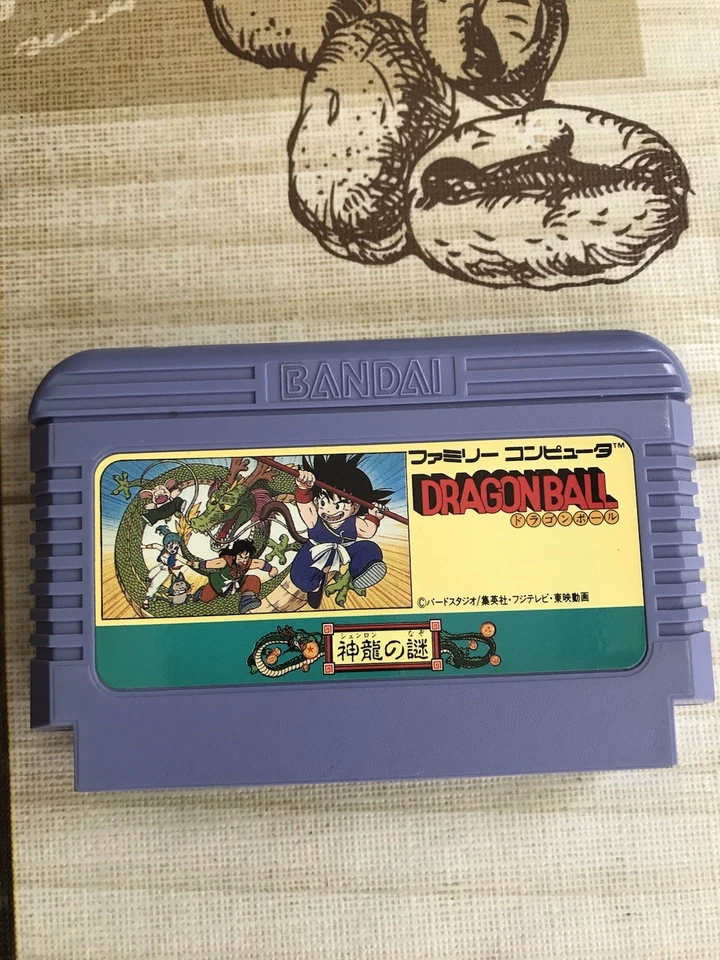 BANDAI
ファミリー コンピュータ™
DRAGON BALL
ドラゴンボール
©バードスタジオ/集英社・フジテレビ・東映動画
シェンロン なぞ
神龍の謎